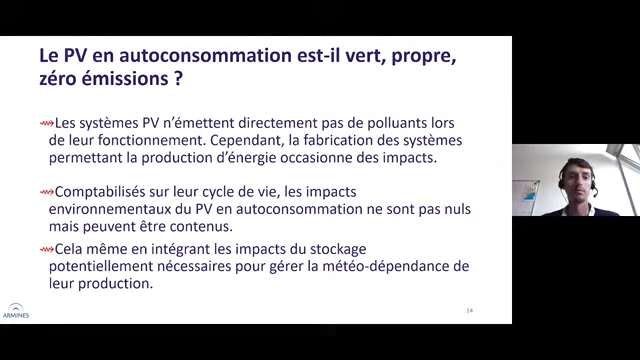 Le PV en autoconsommation est-il vert, propre,
zéro émissions ?
Les systèmes PV n'émettent directement pas de polluants lors
de leur fonctionnement. Cependant, la fabrication des systèmes
permettant la production d'énergie occasionne des impacts.
Comptabilisés sur leur cycle de vie, les impacts
environnementaux du PV en autoconsommation ne sont pas nuls
mais peuvent être contenus.
Cela même en intégrant les impacts du stockage
potentiellement nécessaires pour gérer la météo-dépendance de
leur production.
ARMINES
14